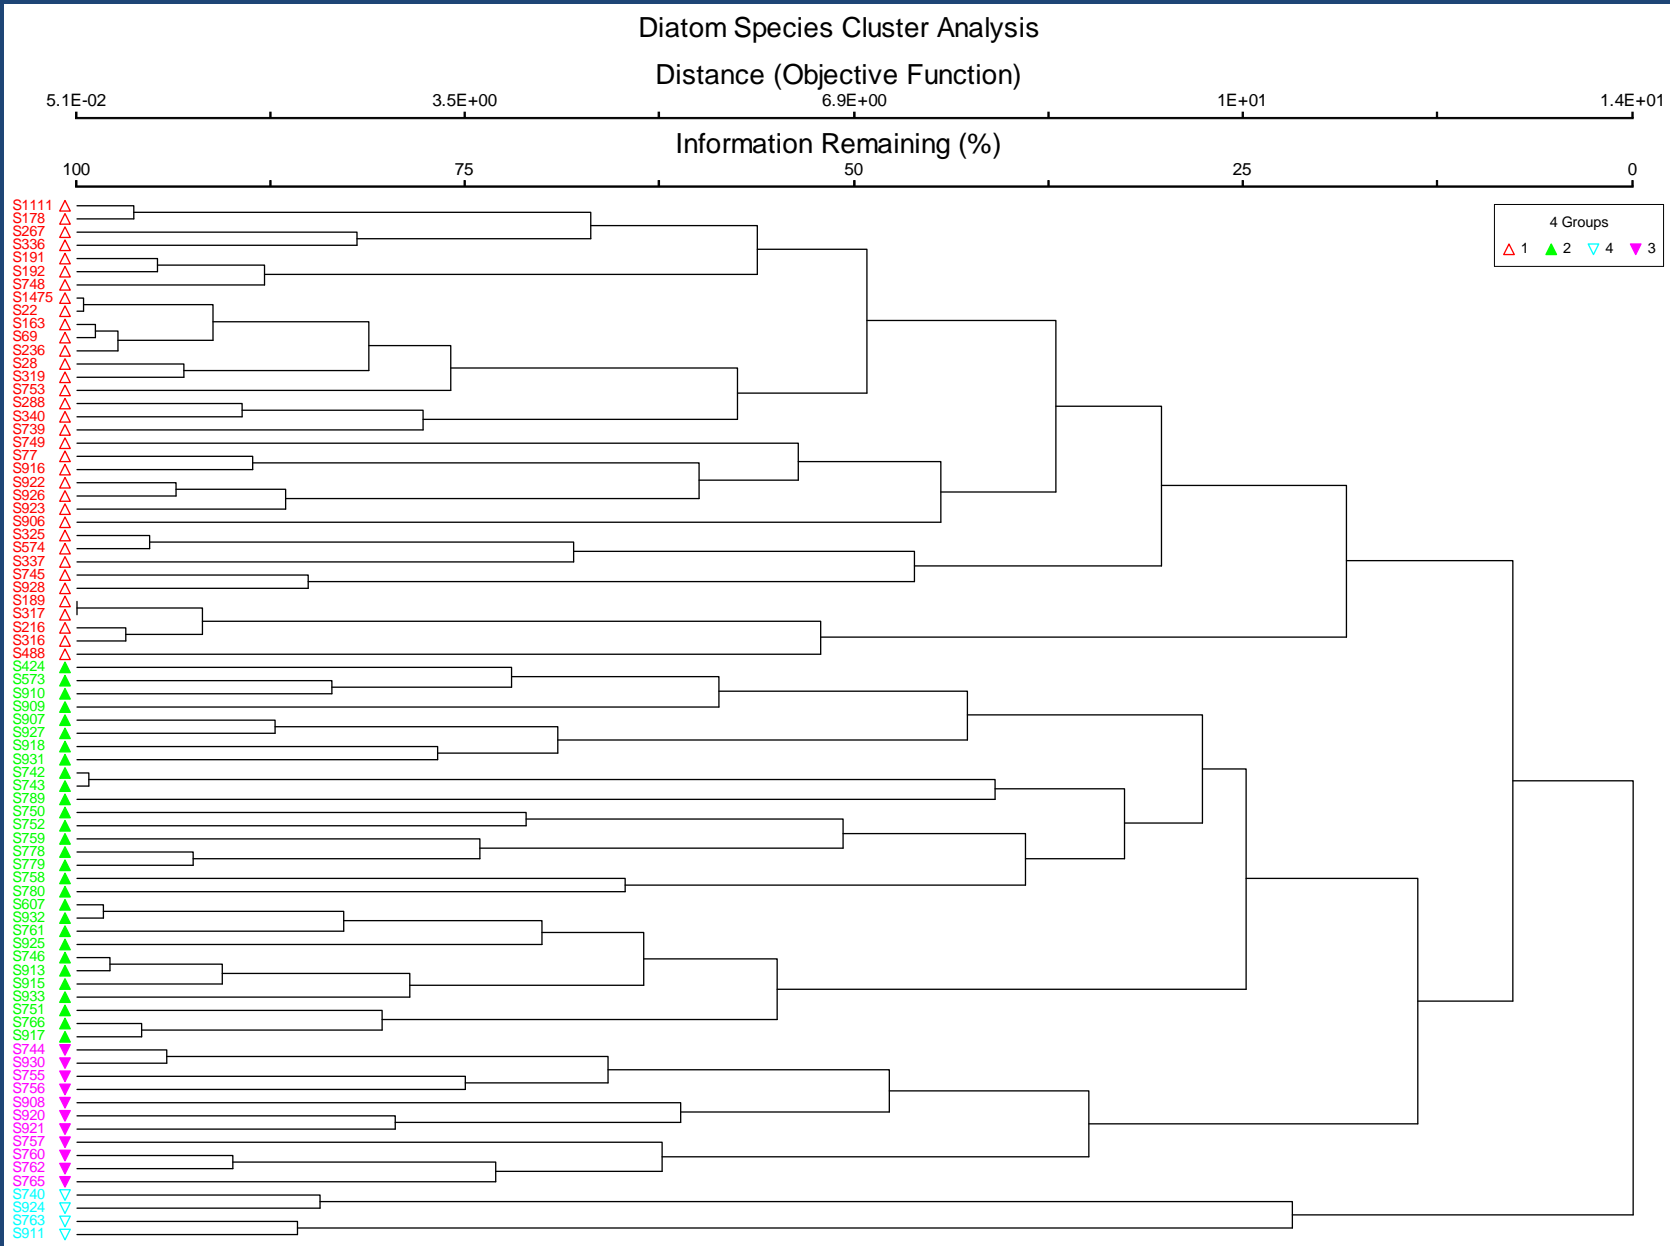 Diatom Species Cluster Analysis
Distance (Objective Function)
5.1E-02 3.5E+00 6.9E+00 1E+01 1.4E+01
Information Remaining (%)
100 75 50 25 0
4 Groups
1 2 4 3
S1111
S178
S267
S336
S191
S192
S748
S1475
S22
S163
S69
S236
S28
S319
S753
S288
S340
S739
S749
S77
S916
S922
S926
S923
S906
S325
S574
S337
S745
S928
S189
S317
S216
S316
S488
S424
S573
S910
S909
S907
S927
S918
S931
S742
S743
S789
S750
S752
S759
S778
S779
S758
S780
S607
S932
S761
S925
S746
S913
S915
S933
S751
S766
S917
S744
S930
S755
S756
S908
S920
S921
S757
S760
S762
S765
S740
S924
S763
S911